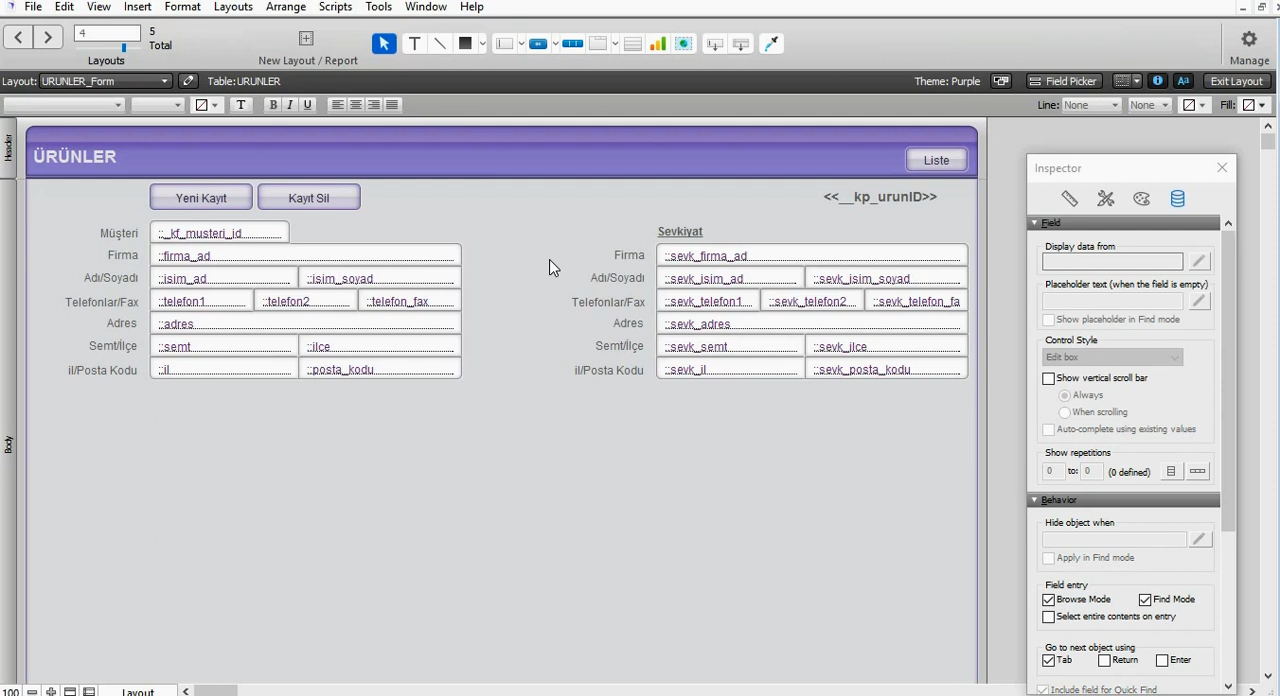 File Edit View Insert Format Layouts Arrange Scripts Tools Window Help
4 5 Total
Layouts New Layout / Report Manage
Layout: URUNLER_Form Table: URUNLER Theme: Purple Field Picker Aa Exit Layout
T B I U Line: None None Fill:
Header
ÜRÜNLER Liste
Yeni Kayıt Kayıt Sil <<__kp_urunID>>
Müşteri ::_kf_musteri_id Sevkiyat
Firma ::firma_ad Firma ::sevk_firma_ad
Adı/Soyadı ::isim_ad ::isim_soyad Adı/Soyadı ::sevk_isim_ad ::sevk_isim_soyad
Telefonlar/Fax ::telefon1 ::telefon2 ::telefon_fax Telefonlar/Fax ::sevk_telefon1 ::sevk_telefon2 ::sevk_telefon_fa
Adres ::adres Adres ::sevk_adres
Semt/İlçe ::semt ::ilce Semt/İlçe ::sevk_semt ::sevk_ilce
il/Posta Kodu ::il ::posta_kodu il/Posta Kodu ::sevk_il ::sevk_posta_kodu
Body
Inspector
Field
Display data from
Placeholder text (when the field is empty)
Show placeholder in Find mode
Control Style
Edit box
Show vertical scroll bar
Always
When scrolling
Auto-complete using existing values
Show repetitions
0 to: 0 (0 defined)
Behavior
Hide object when
Apply in Find mode
Field entry
Browse Mode Find Mode
Select entire contents on entry
Go to next object using
Tab Return Enter
Include field for Quick Find
100 Layout